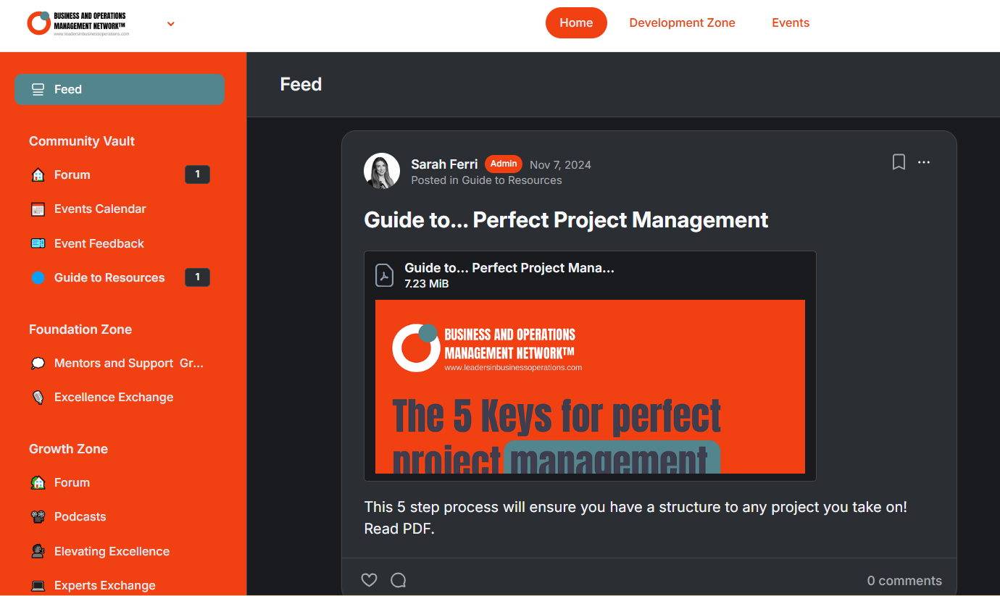 BUSINESS AND OPERATIONS
MANAGEMENT NETWORK™
www.leadersinbusinessoperations.com
Home
Development Zone
Events
Feed
Community Vault
Forum
1
Events Calendar
Event Feedback
Guide to Resources
1
Foundation Zone
Mentors and Support Gr...
Excellence Exchange
Growth Zone
Forum
Podcasts
Elevating Excellence
Experts Exchange
Feed
Sarah Ferri Admin Nov 7, 2024
Posted in Guide to Resources
Guide to... Perfect Project Management
Guide to... Perfect Project Mana...
7.23 MiB
BUSINESS AND OPERATIONS
MANAGEMENT NETWORK™
www.leadersinbusinessoperations.com
The 5 Keys for perfect
project management
This 5 step process will ensure you have a structure to any project you take on!
Read PDF.
0 comments